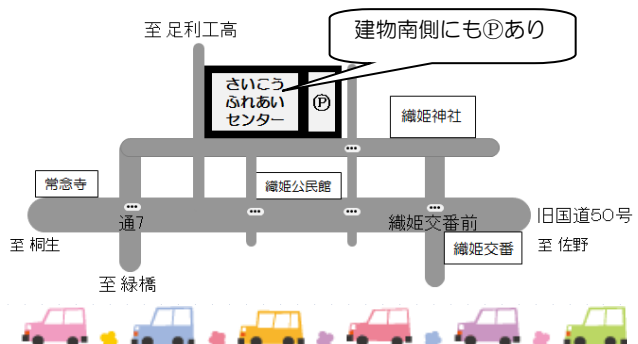 至 足利工高
建物南側にもⓅあり
さいこう
ふれあい
センター
Ⓟ
織姫神社
常念寺
織姫公民館
通7
織姫交番前
旧国道50号
至 桐生
織姫交番
至 佐野
至 緑橋